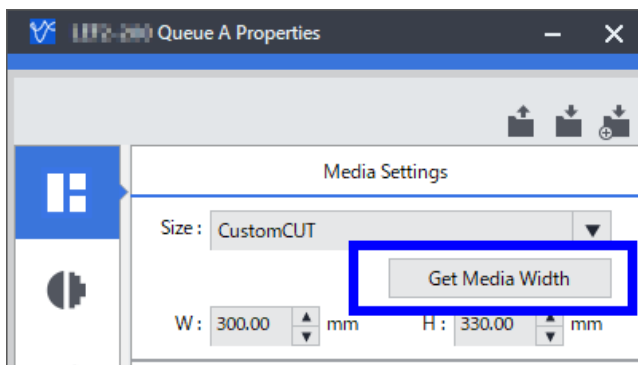 Queue A Properties
Media Settings
Size : CustomCUT
Get Media Width
W : 300.00 mm H : 330.00 mm